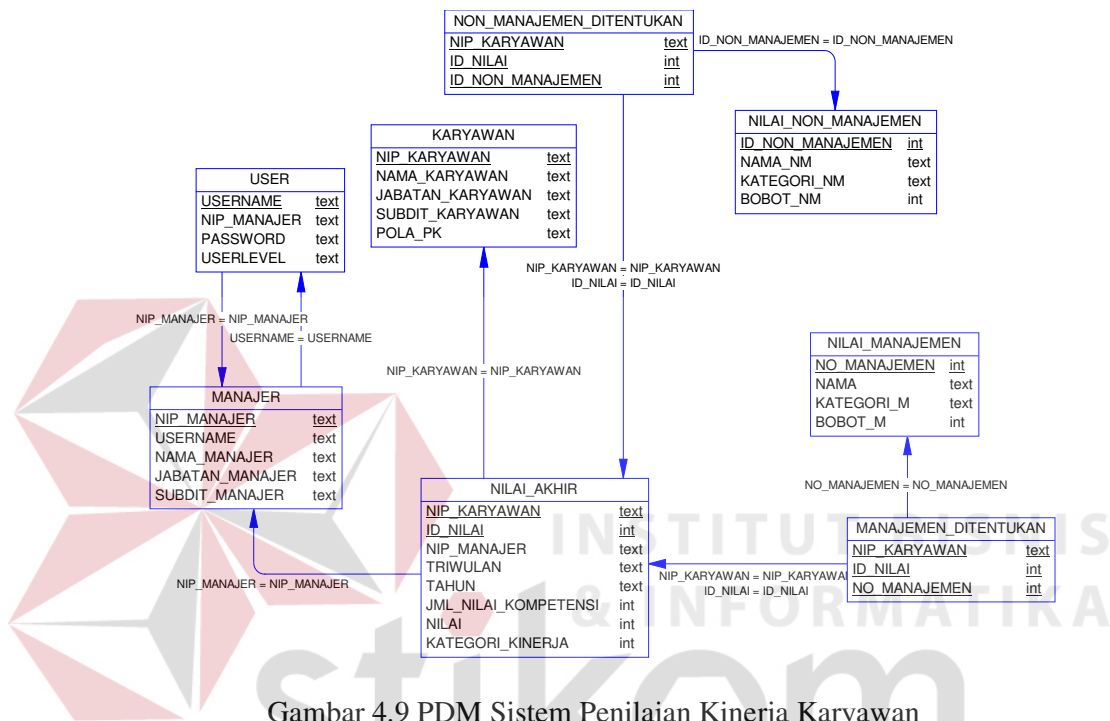 NON_MANAJEMEN_DITENTUKAN
NIP_KARYAWAN text
ID_NILAI int
ID_NON_MANAJEMEN int
ID_NON_MANAJEMEN = ID_NON_MANAJEMEN
NILAI_NON_MANAJEMEN
ID_NON_MANAJEMEN int
NAMA_NM text
KATEGORI_NM text
BOBOT_NM int
KARYAWAN
NIP_KARYAWAN text
NAMA_KARYAWAN text
JABATAN_KARYAWAN text
SUBDIT_KARYAWAN text
POLA_PK text
USER
USERNAME text
NIP_MANAJER text
PASSWORD text
USERLEVEL text
NIP_KARYAWAN = NIP_KARYAWAN
ID_NILAI = ID_NILAI
NIP_MANAJER = NIP_MANAJER
USERNAME = USERNAME
NIP_KARYAWAN = NIP_KARYAWAN
NILAI_MANAJEMEN
NO_MANAJEMEN int
NAMA text
KATEGORI_M text
BOBOT_M int
MANAJER
NIP_MANAJER text
USERNAME text
NAMA_MANAJER text
JABATAN_MANAJER text
SUBDIT_MANAJER text
NO_MANAJEMEN = NO_MANAJEMEN
NILAI_AKHIR
NIP_KARYAWAN text
ID_NILAI int
NIP_MANAJER text
TRIWULAN text
TAHUN text
JML_NILAI_KOMPETENSI int
NILAI int
KATEGORI_KINERJA int
MANAJEMEN_DITENTUKAN
NIP_KARYAWAN text
ID_NILAI int
NO_MANAJEMEN int
NIP_MANAJER = NIP_MANAJER
NIP_KARYAWAN = NIP_KARYAWAN
ID_NILAI = ID_NILAI
INSTITUT BISNIS
& INFORMATIKA
stikom
Gambar 4.9 PDM Sistem Penilaian Kinerja Karyawan